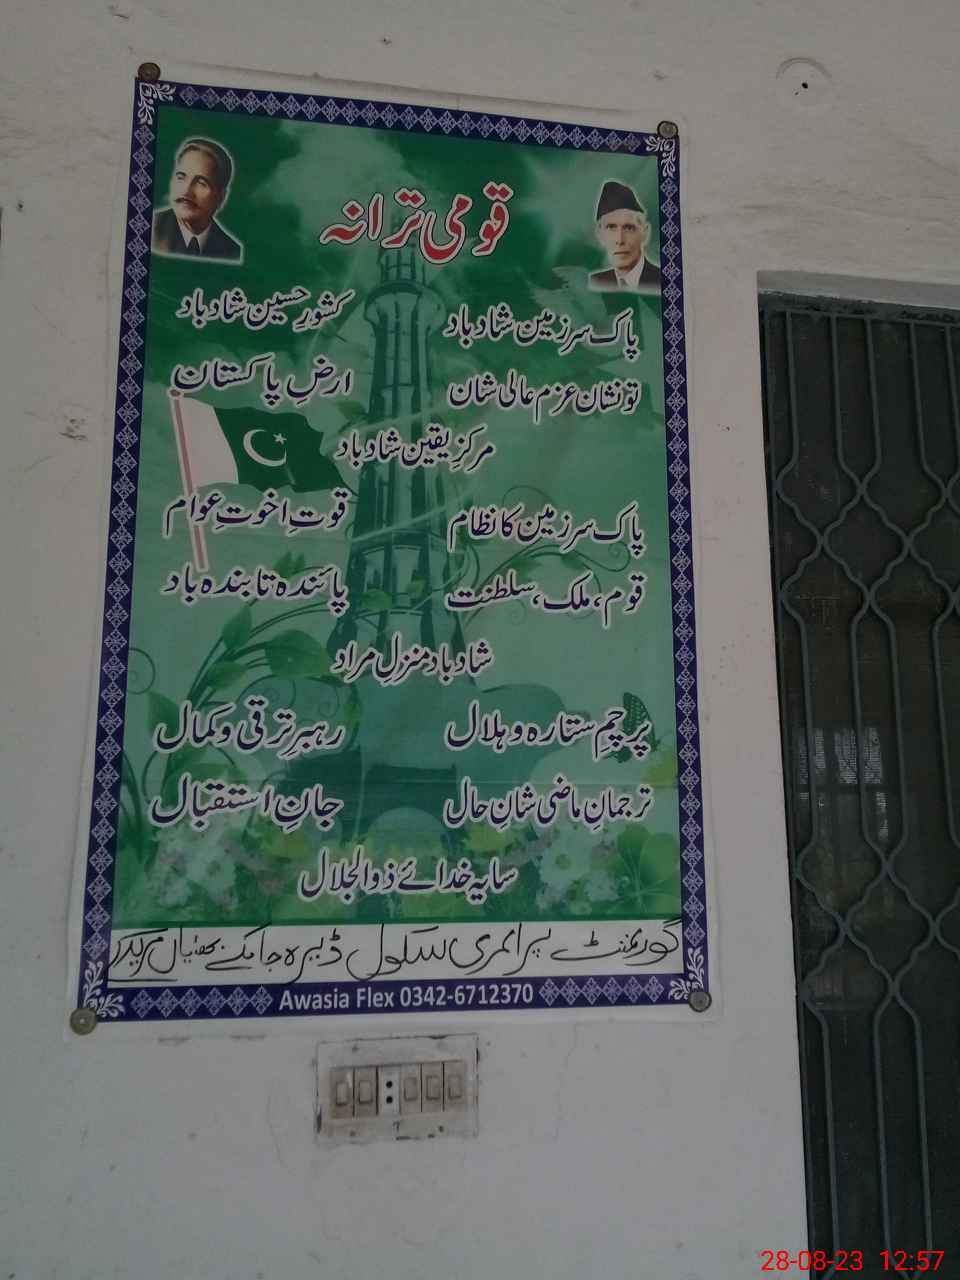 قومی ترانہ
پاک سرزمین شاد باد کشورِ حسین شاد باد
تو نشانِ عزم عالی شان ارضِ پاکستان
مرکزِ یقین شاد باد
پاک سرزمین کا نظام قوتِ اخوتِ عوام
قوم، ملک، سلطنت پائندہ تابندہ باد
شاد باد منزلِ مراد
پرچمِ ستارہ و ہلال رہبرِ ترقی و کمال
ترجمانِ ماضی شانِ حال جانِ استقبال
سایہ خدائے ذوالجلال
گورنمنٹ پرائمری سکول ڈیرہ
Awasia Flex 0342-6712370
28-08-23 12:57